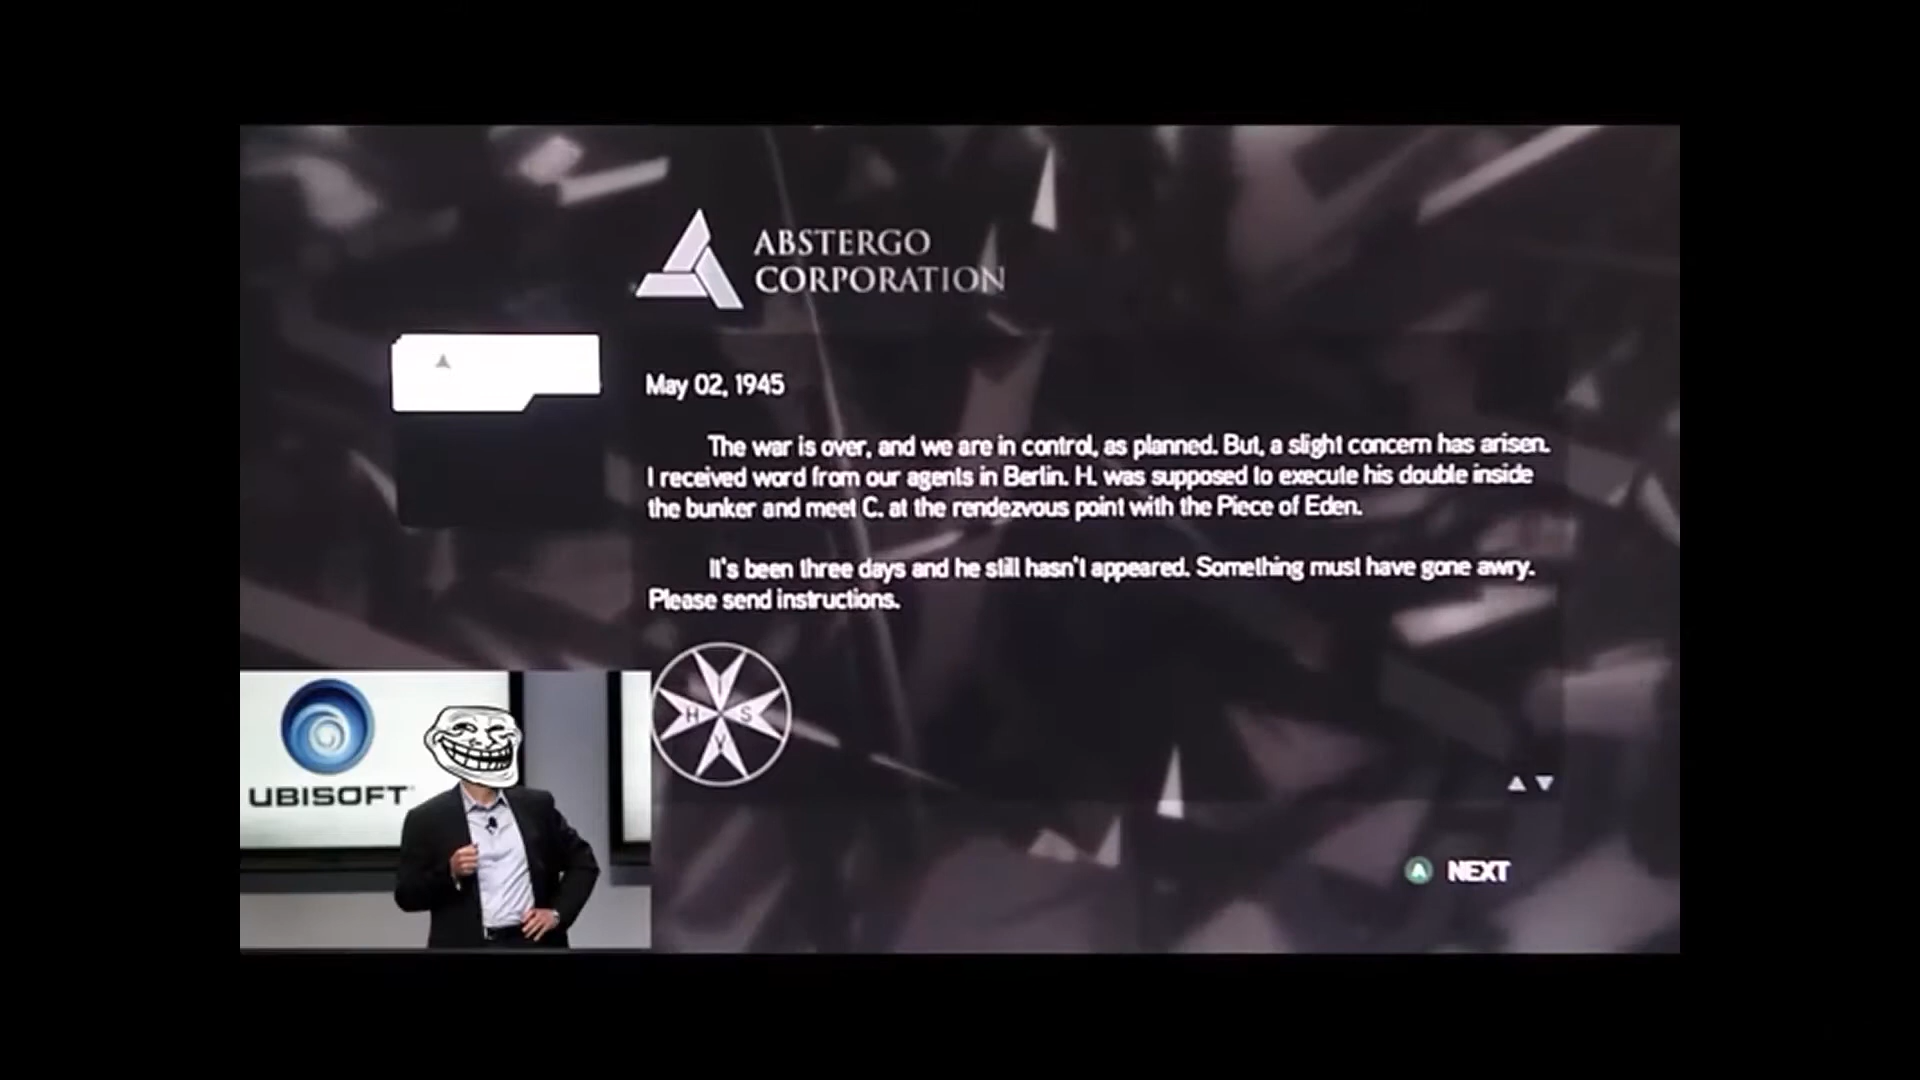 ABSTERGO
CORPORATION
May 02, 1945
The war is over, and we are in control, as planned. But, a slight concern has arisen.
I received word from our agents in Berlin. H. was supposed to execute his double inside
the bunker and meet C. at the rendezvous point with the Piece of Eden.
It's been three days and he still hasn't appeared. Something must have gone awry.
Please send instructions.
I
H S
V
UBISOFT
A NEXT